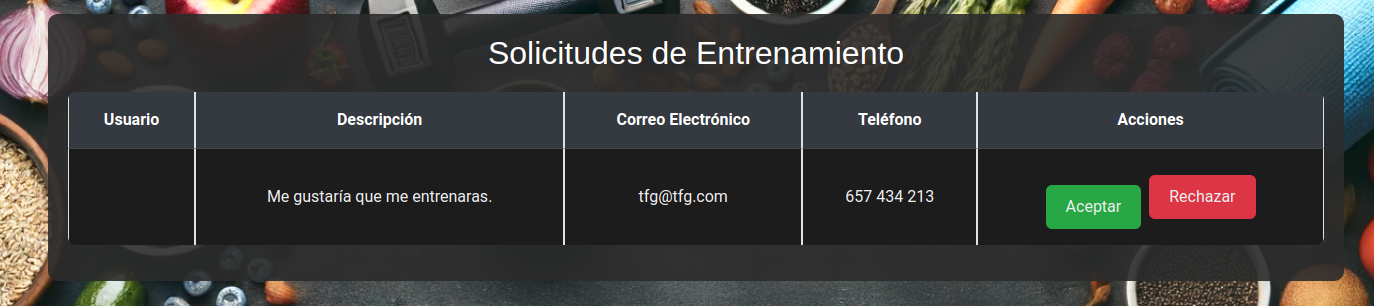 Solicitudes de Entrenamiento
Usuario Descripción Correo Electrónico Teléfono Acciones
Me gustaría que me entrenaras. tfg@tfg.com 657 434 213 Aceptar Rechazar